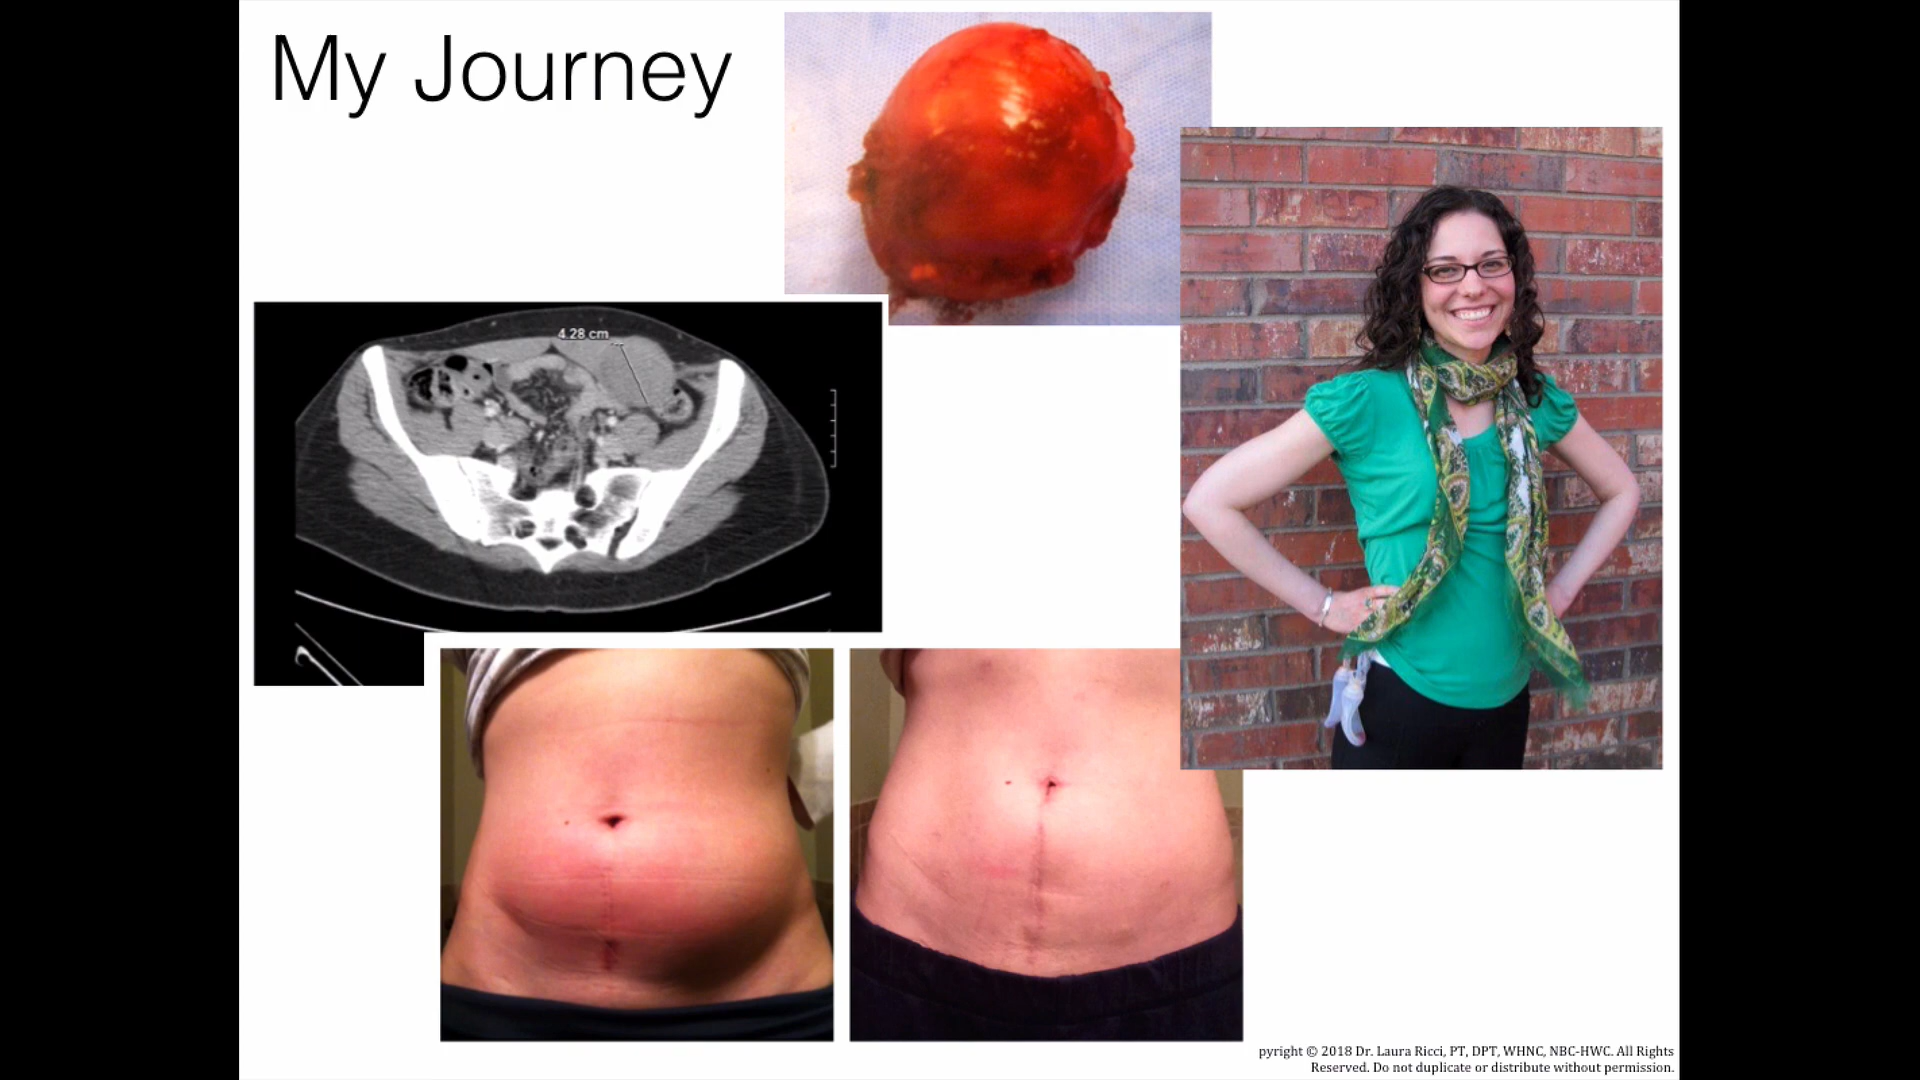 My Journey
4.28 cm
pyright © 2018 Dr. Laura Ricci, PT, DPT, WHNC, NBC-HWC. All Rights
Reserved. Do not duplicate or distribute without permission.